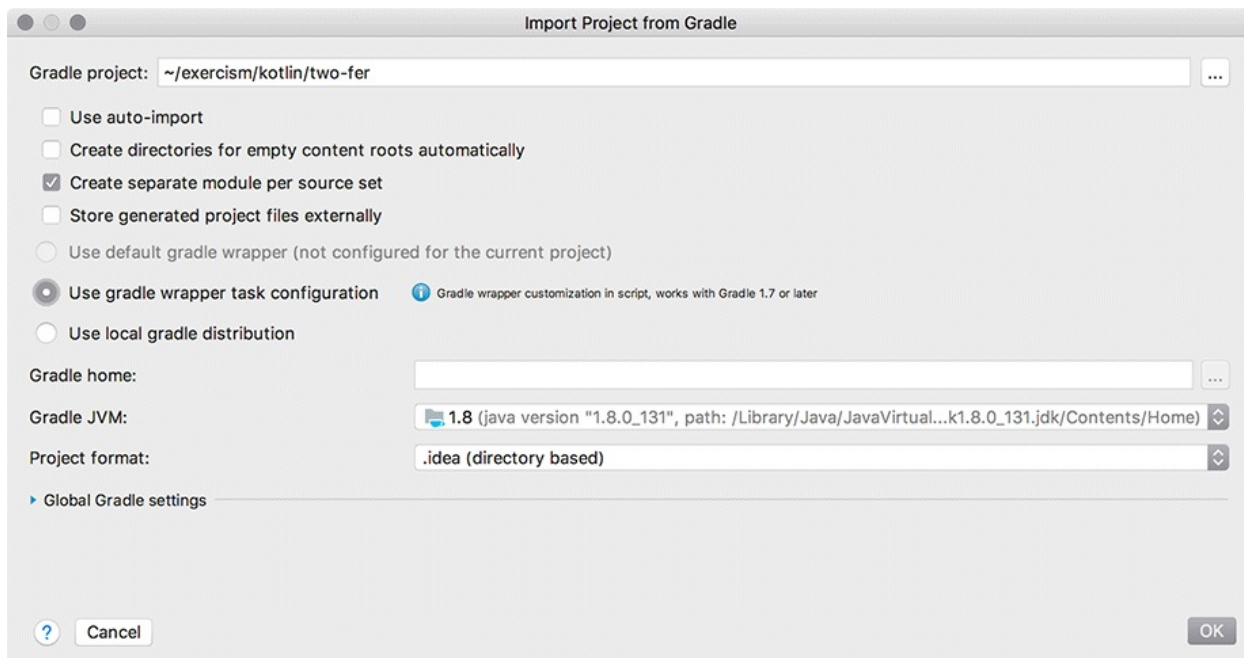 Import Project from Gradle
Gradle project: ~/exercism/kotlin/two-fer ...
Use auto-import
Create directories for empty content roots automatically
Create separate module per source set
Store generated project files externally
Use default gradle wrapper (not configured for the current project)
Use gradle wrapper task configuration Gradle wrapper customization in script, works with Gradle 1.7 or later
Use local gradle distribution
Gradle home: ...
Gradle JVM: 1.8 (java version "1.8.0_131", path: /Library/Java/JavaVirtual...k1.8.0_131.jdk/Contents/Home)
Project format: .idea (directory based)
Global Gradle settings
? Cancel OK